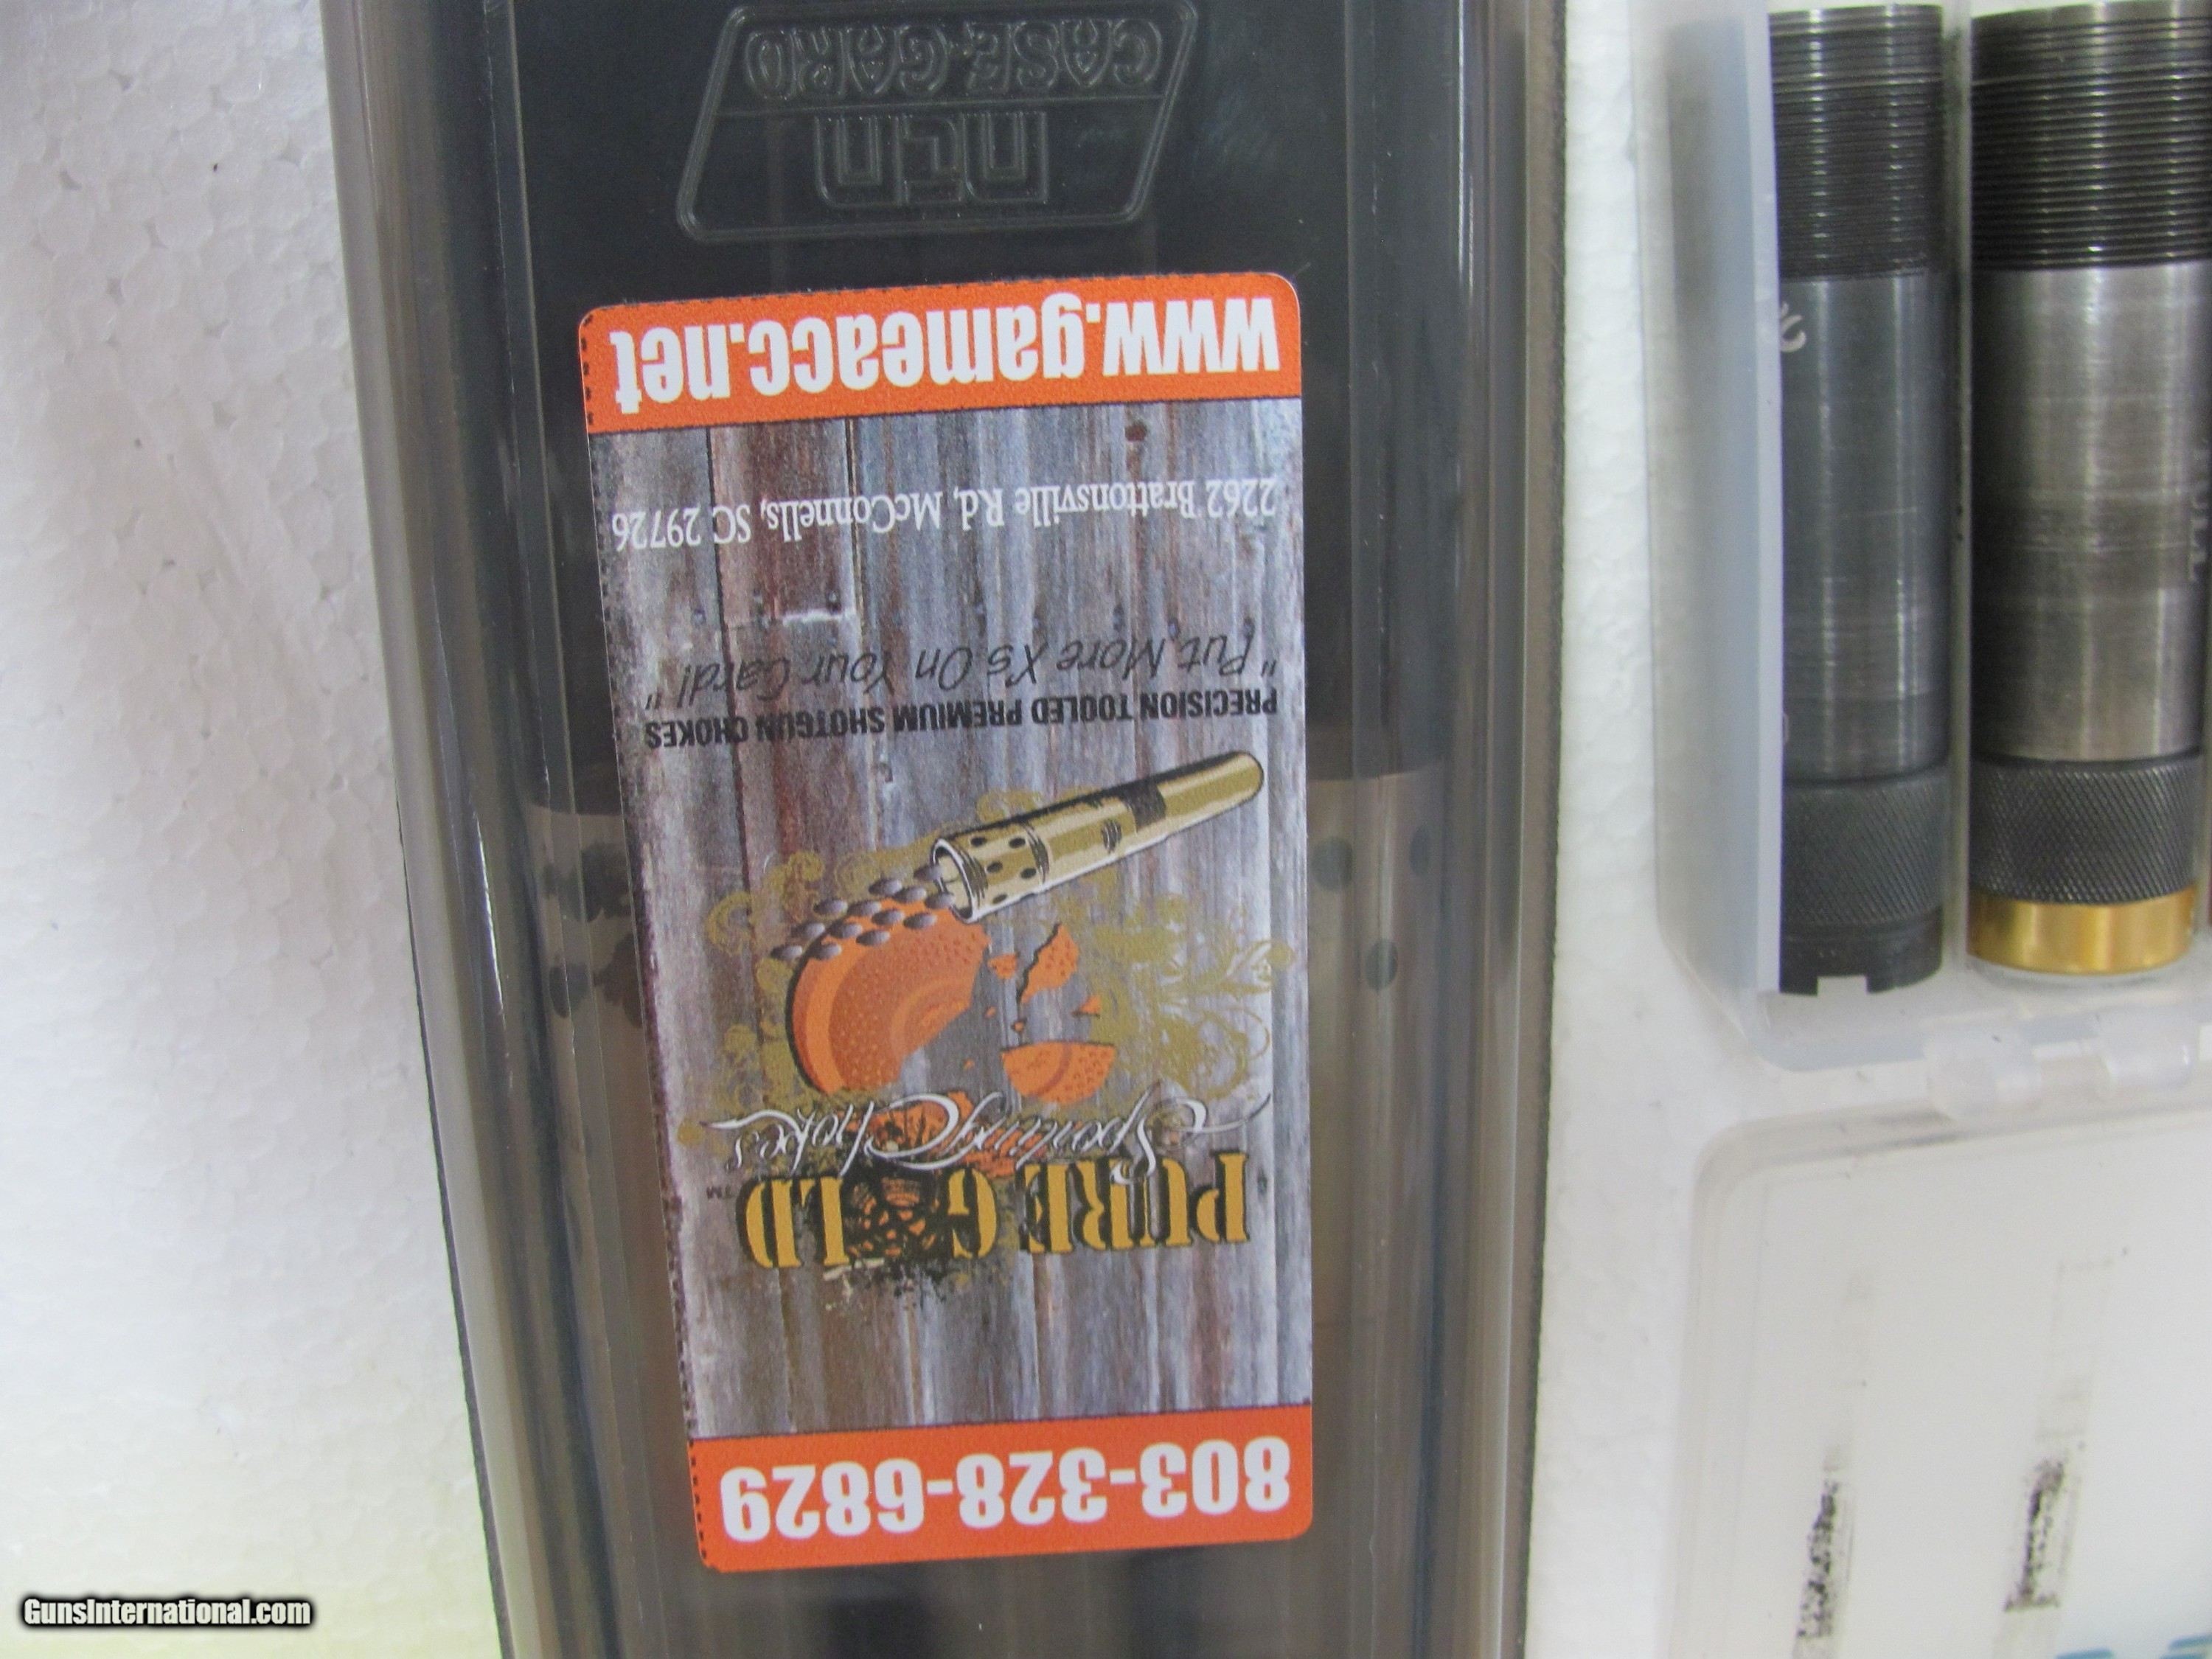 803-328-6829
PURE GOLD™
Sporting Chokes
PRECISION TOOLED PREMIUM SHOTGUN CHOKES
"Put More X's On Your Card!"
2262 Brattonsville Rd, McConnells, SC 29726
www.gameacc.net
MTM
CASE-GARD
GunsInternational.com